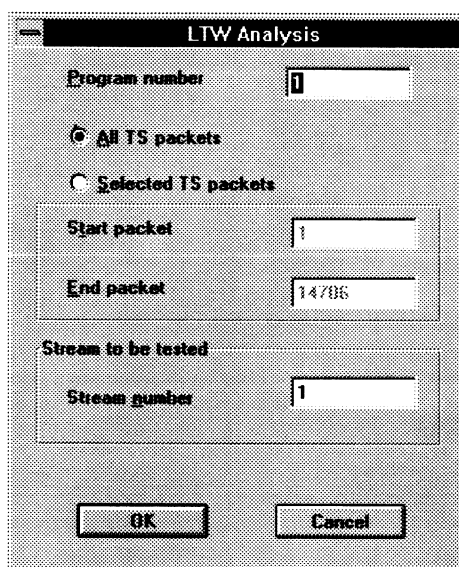 LTW Analysis
Program number 1
All TS packets
Selected TS packets
Start packet 1
End packet 14706
Stream to be tested
Stream number 1
OK Cancel